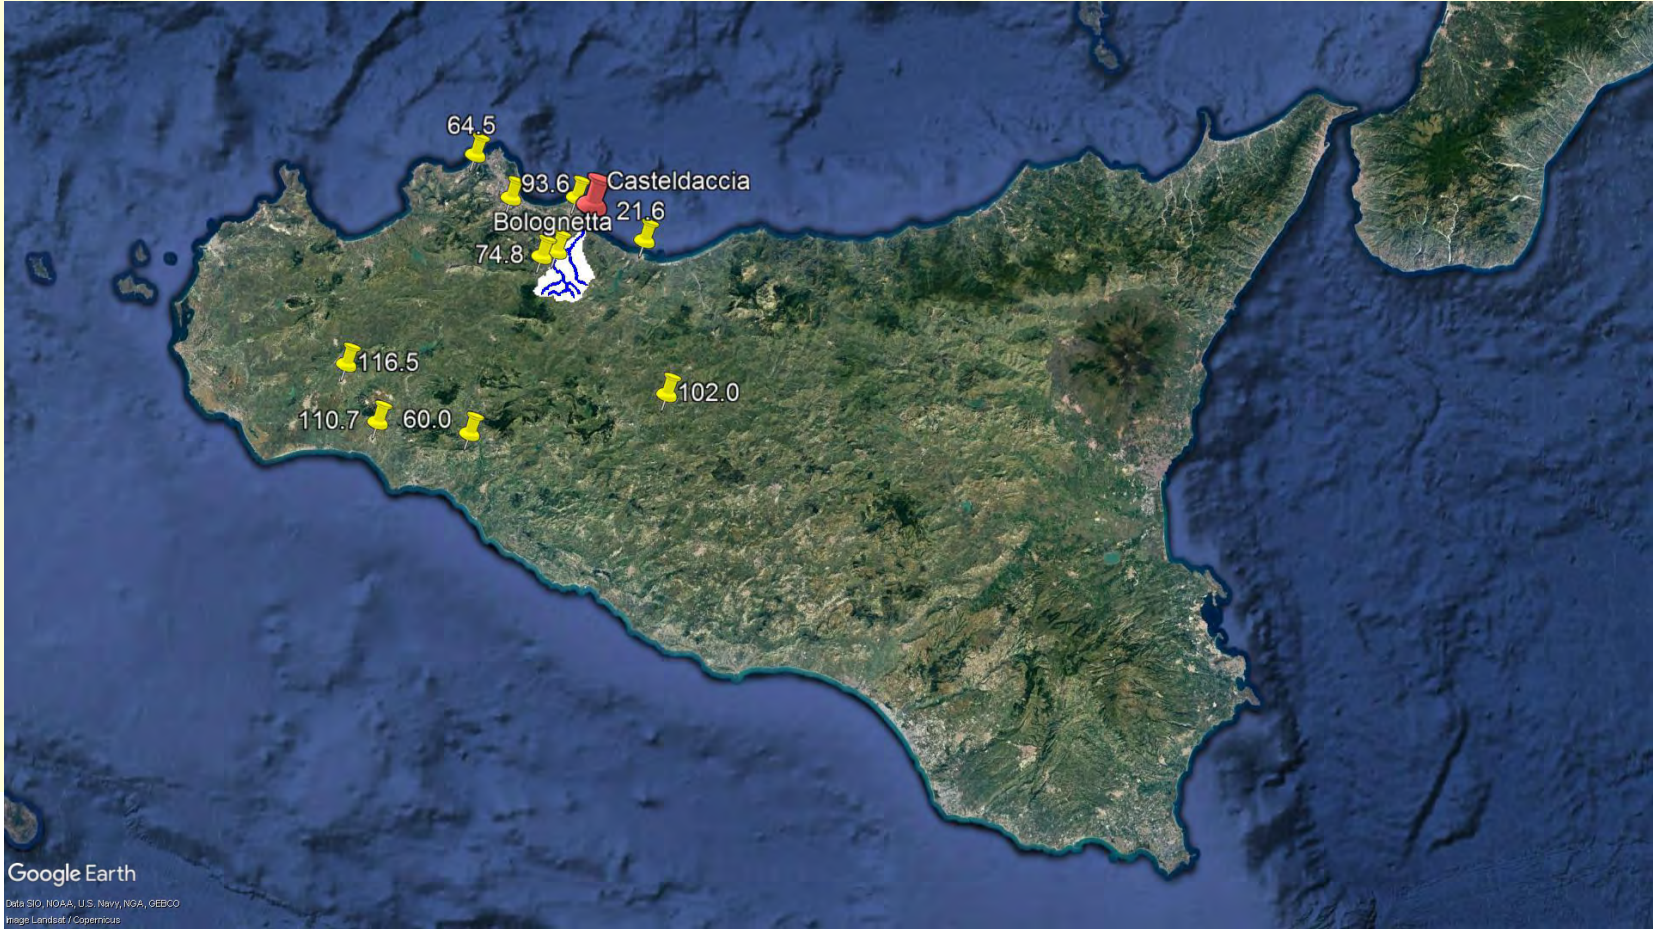 64.5
93.6
Casteldaccia
Bolognetta
21.6
74.8
116.5
102.0
110.7
60.0
Google Earth
Data SIO, NOAA, U.S. Navy, NGA, GEBCO
Image Landsat / Copernicus